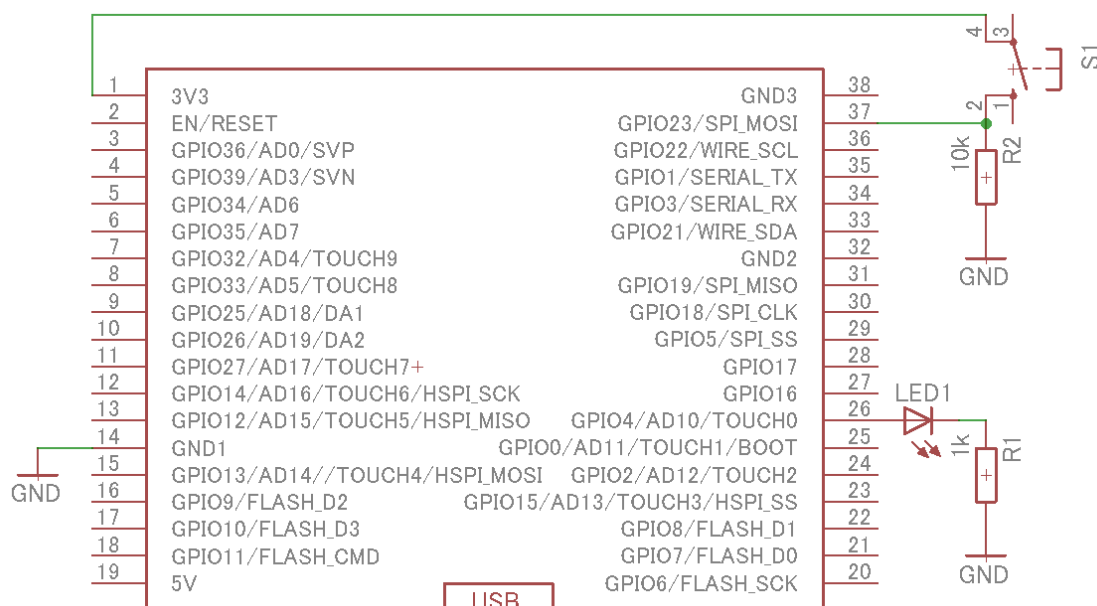 4 3
S1
1 3V3 GND3 38
2 EN/RESET GPIO23/SPI_MOSI 37
2 1
3 GPIO36/AD0/SVP GPIO22/WIRE_SCL 36
10k R2
4 GPIO39/AD3/SVN GPIO1/SERIAL_TX 35
5 GPIO34/AD6 GPIO3/SERIAL_RX 34
6 GPIO35/AD7 GPIO21/WIRE_SDA 33
7 GPIO32/AD4/TOUCH9 GND2 32
GND
8 GPIO33/AD5/TOUCH8 GPIO19/SPI_MISO 31
9 GPIO25/AD18/DA1 GPIO18/SPI_CLK 30
10 GPIO26/AD19/DA2 GPIO5/SPI_SS 29
11 GPIO27/AD17/TOUCH7 GPIO17 28
12 GPIO14/AD16/TOUCH6/HSPI_SCK GPIO16 27
LED1
13 GPIO12/AD15/TOUCH5/HSPI_MISO GPIO4/AD10/TOUCH0 26
14 GND1 GPIO0/AD11/TOUCH1/BOOT 25
1k R1
15 GPIO13/AD14//TOUCH4/HSPI_MOSI GPIO2/AD12/TOUCH2 24
GND
16 GPIO9/FLASH_D2 GPIO15/AD13/TOUCH3/HSPI_SS 23
17 GPIO10/FLASH_D3 GPIO8/FLASH_D1 22
18 GPIO11/FLASH_CMD GPIO7/FLASH_D0 21
GND
19 5V GPIO6/FLASH_SCK 20
USB